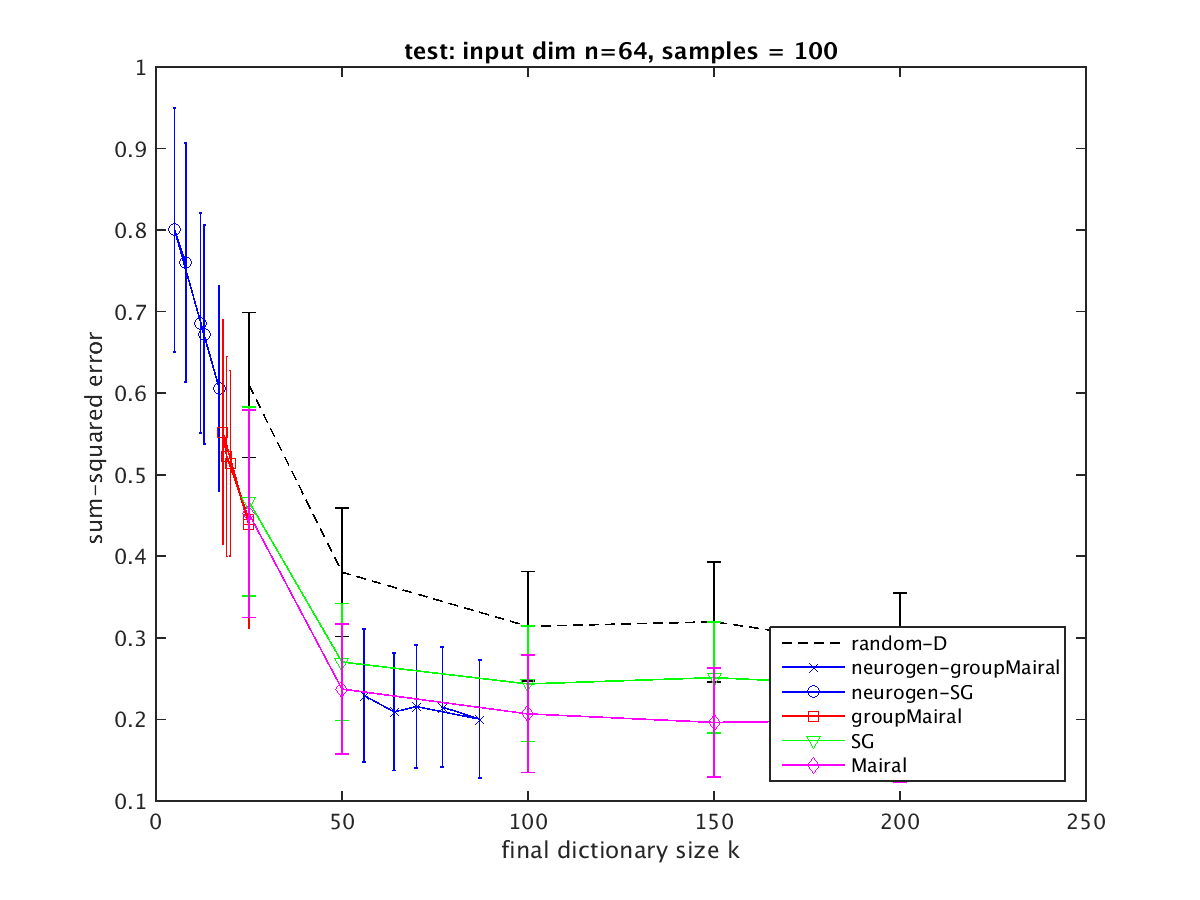 test: input dim n=64, samples = 100
sum-squared error
1
0.9
0.8
0.7
0.6
0.5
0.4
0.3
0.2
0.1
random-D
neurogen-groupMairal
neurogen-SG
groupMairal
SG
Mairal
0 50 100 150 200 250
final dictionary size k